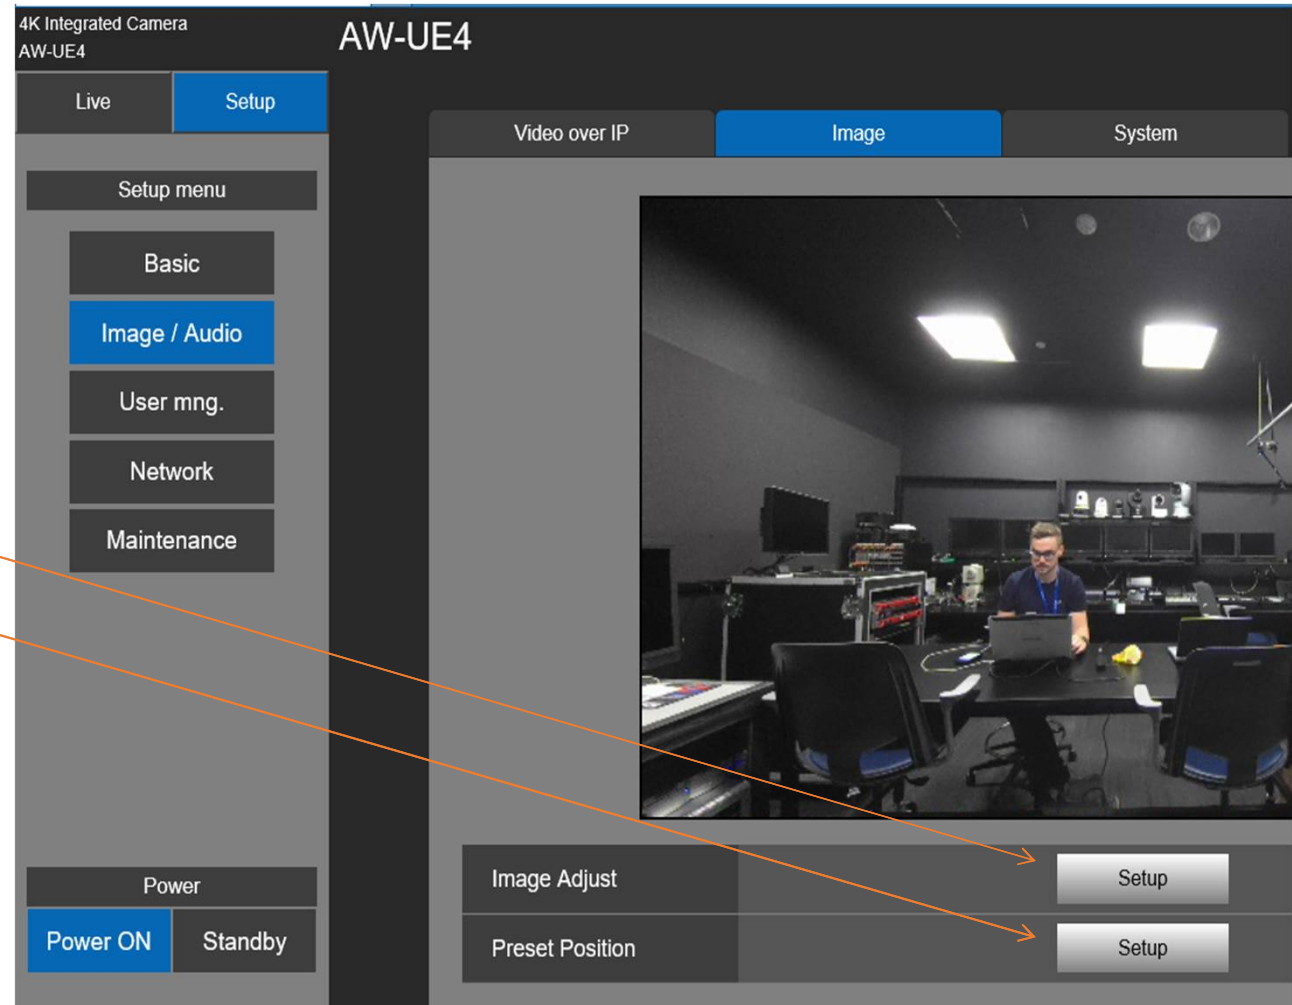 4K Integrated Camera
AW-UE4
AW-UE4
Live Setup
Video over IP Image System
Setup menu
Basic
Image / Audio
User mng.
Network
Maintenance
Power
Power ON Standby
Image Adjust Setup
Preset Position Setup